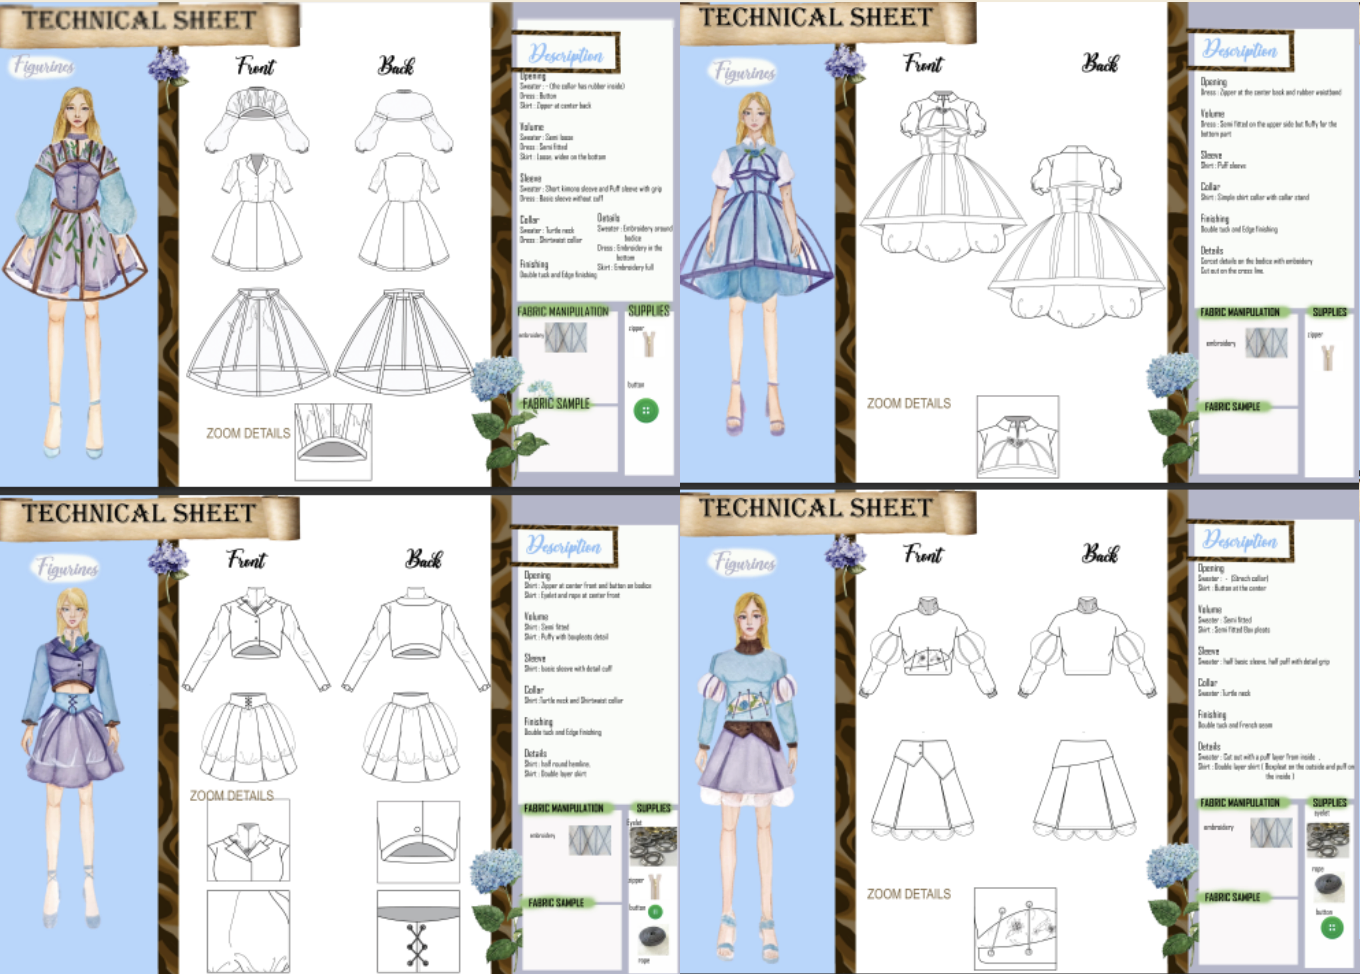 TECHNICAL SHEET
Figurines
Front
Back
Description
Opening
Sweater : - (the collar has rubber inside)
Dress : Button
Skirt : Zipper at center back
Volume
Sweater : Semi loose
Dress : Semi fitted
Skirt : Loose, widen on the bottom
Sleeve
Sweater : Short kimono sleeve and Puff sleeve with grip
Dress : Basic sleeve without cuff
Collar
Sweater : Turtle neck
Dress : Shirtwaist collar
Details
Sweater : Embroidery around
bodice
Dress : Embroidery in the
bottom
Skirt : Embroidery full
Finishing
Double tuck and Edge finishing
FABRIC MANIPULATION
embroidery
SUPPLIES
zipper
button
FABRIC SAMPLE
ZOOM DETAILS
TECHNICAL SHEET
Figurines
Front
Back
Description
Opening
Dress : Zipper at the center back and rubber waistband
Volume
Dress : Semi fitted on the upper side but fluffy for the
bottom part
Sleeve
Shirt : Puff sleeve
Collar
Shirt : Simple shirt collar with collar stand
Finishing
Double tuck and Edge finishing
Details
Corcet details on the bodice with embroidery
Cut out on the cross line.
FABRIC MANIPULATION
embroidery
SUPPLIES
zipper
FABRIC SAMPLE
ZOOM DETAILS
TECHNICAL SHEET
Figurines
Front
Back
Description
Opening
Shirt : Zipper at center front and button on bodice
Skirt : Eyelet and rope at center front
Volume
Shirt : Semi fitted
Skirt : Puffy with boxpleats detail
Sleeve
Shirt : basic sleeve with detail cuff
Collar
Shirt :Turtle neck and Shirtwaist collar
Finishing
Double tuck and Edge finishing
Details
Shirt : half round hemline.
Skirt : Double layer skirt
FABRIC MANIPULATION
embroidery
SUPPLIES
Eyelet
zipper
button
rope
FABRIC SAMPLE
ZOOM DETAILS
TECHNICAL SHEET
Figurines
Front
Back
Description
Opening
Sweater : - (Strech collar)
Skirt : Button at the center
Volume
Sweater : Semi fitted
Skirt : Semi fitted Box pleats
Sleeve
Sweater : half basic sleeve, half puff with detail grip
Collar
Sweater :Turtle neck
Finishing
Double tuck and French seam
Details
Sweater : Cut out with a puff layer from inside .
Skirt : Double layer skirt ( Boxpleat on the outside and puff on
the inside )
FABRIC MANIPULATION
embroidery
SUPPLIES
eyelet
rope
button
FABRIC SAMPLE
ZOOM DETAILS